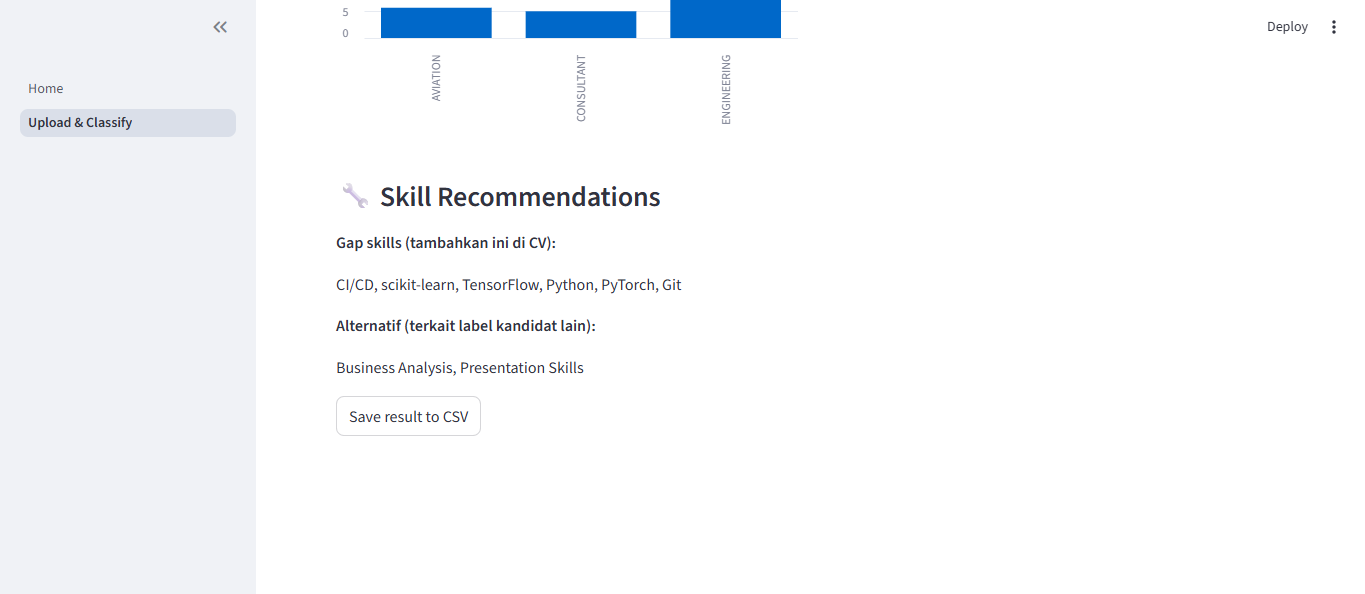 Deploy
Home
Upload & Classify
5
0
AVIATION
CONSULTANT
ENGINEERING
Skill Recommendations
Gap skills (tambahkan ini di CV):
CI/CD, scikit-learn, TensorFlow, Python, PyTorch, Git
Alternatif (terkait label kandidat lain):
Business Analysis, Presentation Skills
Save result to CSV